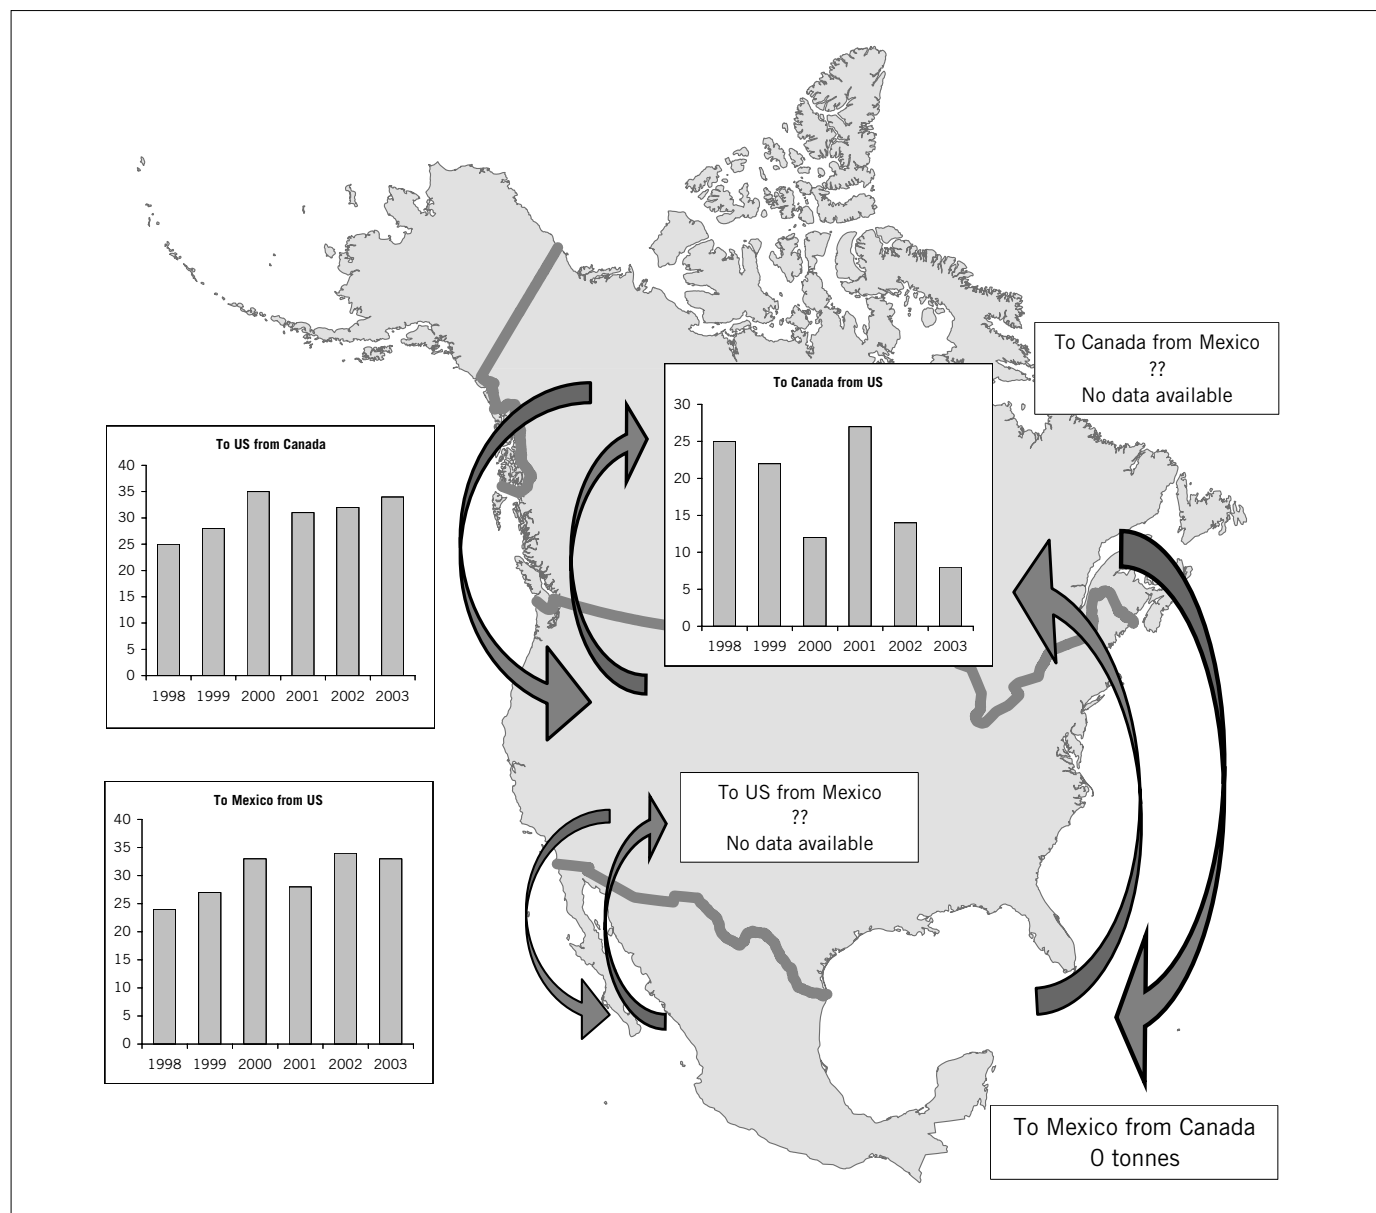 To Canada from Mexico
??
No data available
To Canada from US
30
25
20
15
10
5
0
1998 1999 2000 2001 2002 2003
To US from Canada
40
35
30
25
20
15
10
5
0
1998 1999 2000 2001 2002 2003
To Mexico from US
40
35
30
25
20
15
10
5
0
1998 1999 2000 2001 2002 2003
To US from Mexico
??
No data available
To Mexico from Canada
0 tonnes